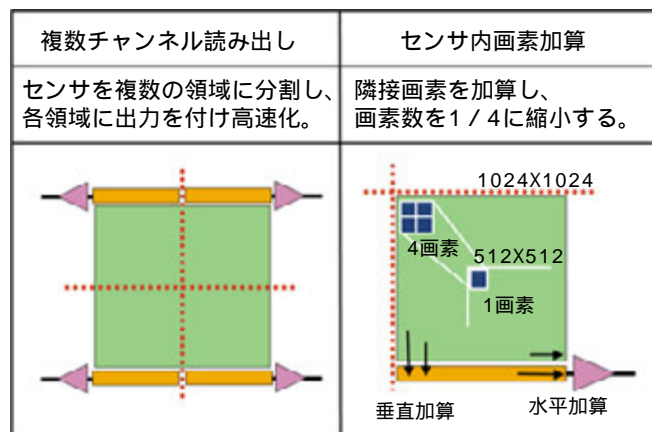 複数チャンネル読み出し
センサ内画素加算
センサを複数の領域に分割し、
各領域に出力を付け高速化。
隣接画素を加算し、
画素数を1/4に縮小する。
1024X1024
4画素
512X512
1画素
垂直加算
水平加算